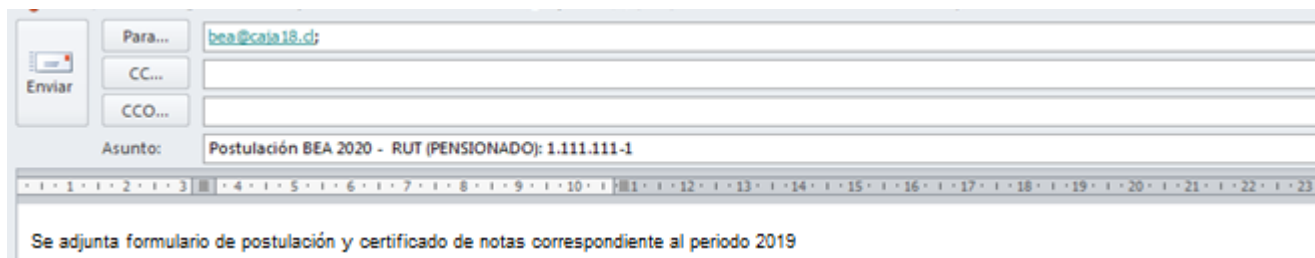 Para... bea@caja18.cl;
Enviar
CC...
CCO...
Asunto: Postulación BEA 2020 - RUT (PENSIONADO): 1.111.111-1
1 2 3 4 5 6 7 8 9 10 11 12 13 14 15 16 17 18 19 20 21 22 23
Se adjunta formulario de postulación y certificado de notas correspondiente al periodo 2019